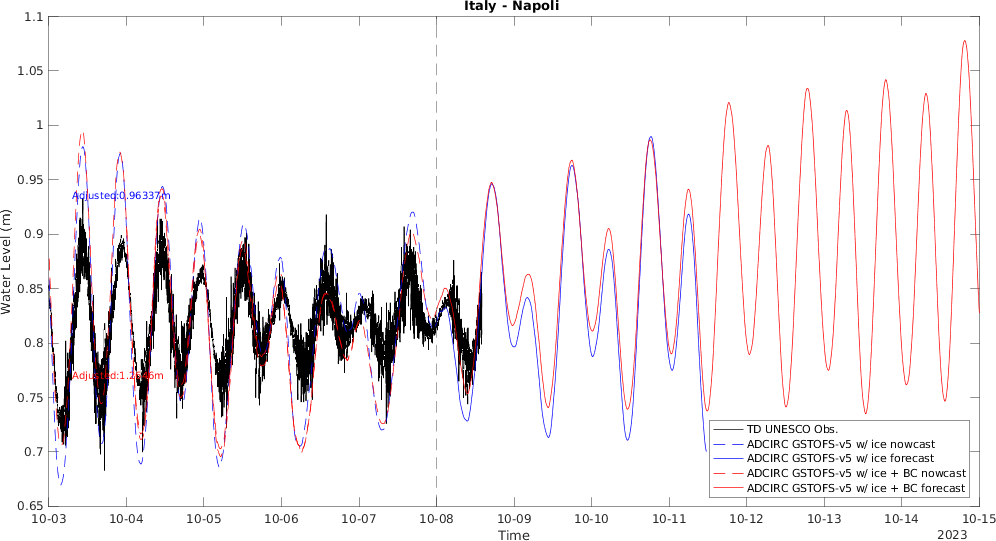 Italy - Napoli
1.1
1.05
1
0.95
0.9
0.85
0.8
0.75
0.7
0.65
Water Level (m)
Adjusted:0.96337m
TD UNESCO Obs.
ADCIRC GSTOFS-v5 w/ ice nowcast
ADCIRC GSTOFS-v5 w/ ice forecast
ADCIRC GSTOFS-v5 w/ ice + BC nowcast
ADCIRC GSTOFS-v5 w/ ice + BC forecast
10-03 10-04 10-05 10-06 10-07 10-08 10-09 10-10 10-11 10-12 10-13 10-14 10-15
Time
2023